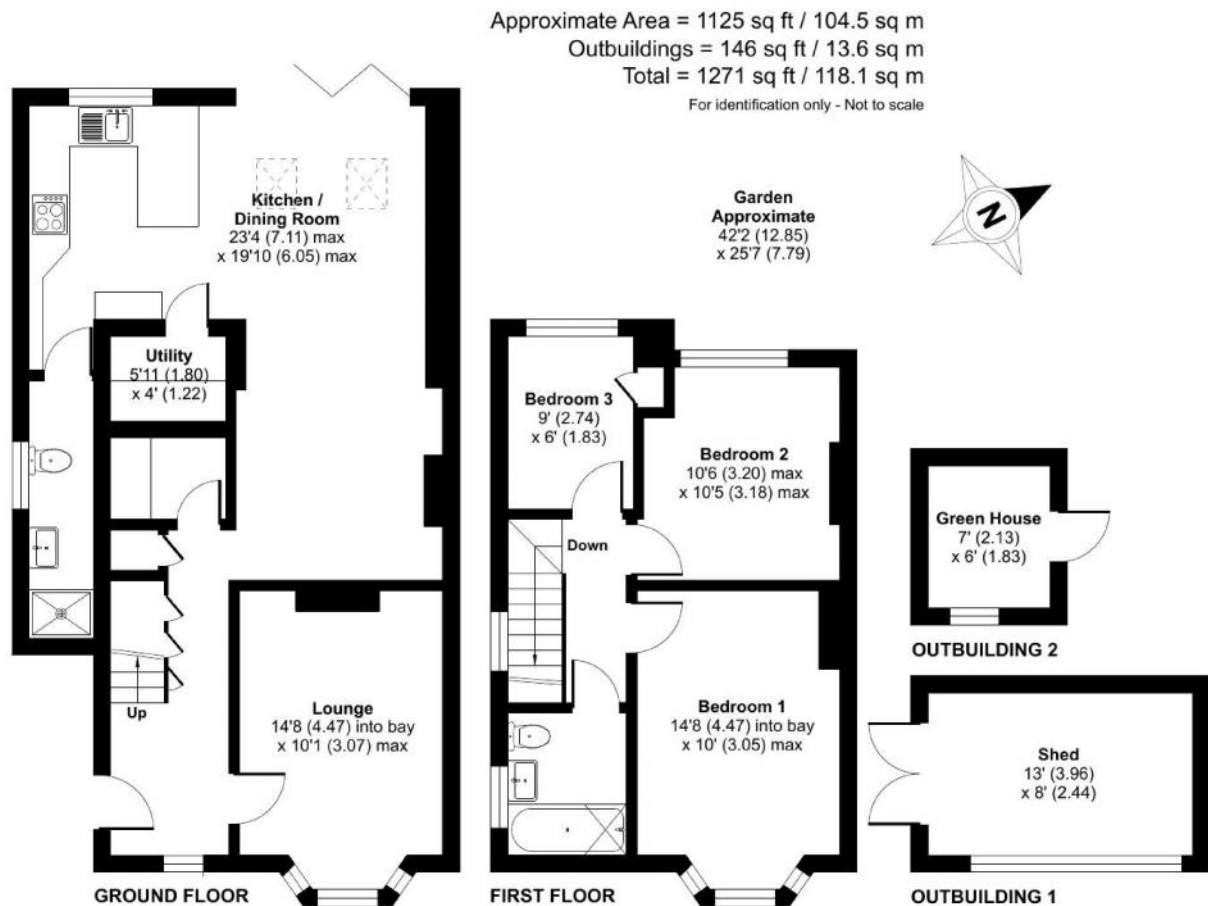 Approximate Area = 1125 sq ft / 104.5 sq m
Outbuildings = 146 sq ft / 13.6 sq m
Total = 1271 sq ft / 118.1 sq m
For identification only - Not to scale
Kitchen /
Dining Room
23'4 (7.11) max
x 19'10 (6.05) max
Garden
Approximate
42'2 (12.85)
x 25'7 (7.79)
N
Utility
5'11 (1.80)
x 4' (1.22)
Up
Lounge
14'8 (4.47) into bay
x 10'1 (3.07) max
GROUND FLOOR
Bedroom 3
9' (2.74)
x 6' (1.83)
Bedroom 2
10'6 (3.20) max
x 10'5 (3.18) max
Down
Bedroom 1
14'8 (4.47) into bay
x 10' (3.05) max
FIRST FLOOR
Green House
7' (2.13)
x 6' (1.83)
OUTBUILDING 2
Shed
13' (3.96)
x 8' (2.44)
OUTBUILDING 1